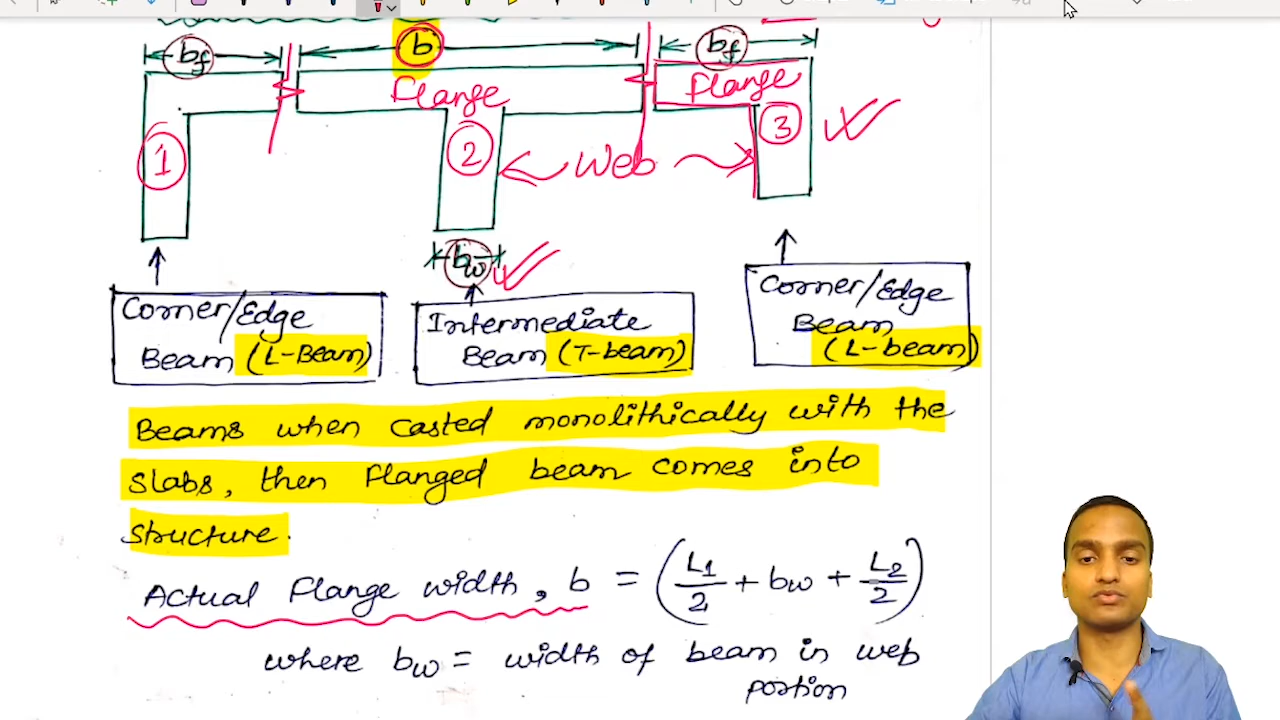 bf b bf
Flange Flange
1 2 3
Web
bw
Corner/Edge
Beam (L-Beam)
Intermediate
Beam (T-beam)
Corner/Edge
Beam
(L-beam)
Beams when casted monolithically with the
slabs, then flanged beam comes into
structure.
Actual Flange width, b = (L1/2 + bw + L2/2)
where bw = width of beam in web
portion